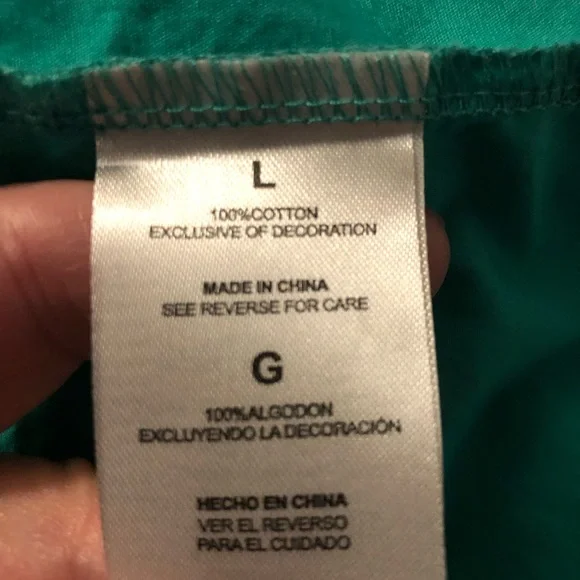 L
100%COTTON
EXCLUSIVE OF DECORATION
MADE IN CHINA
SEE REVERSE FOR CARE
G
100%ALGODON
EXCLUYENDO LA DECORACIÓN
HECHO EN CHINA
VER EL REVERSO
PARA EL CUIDADO